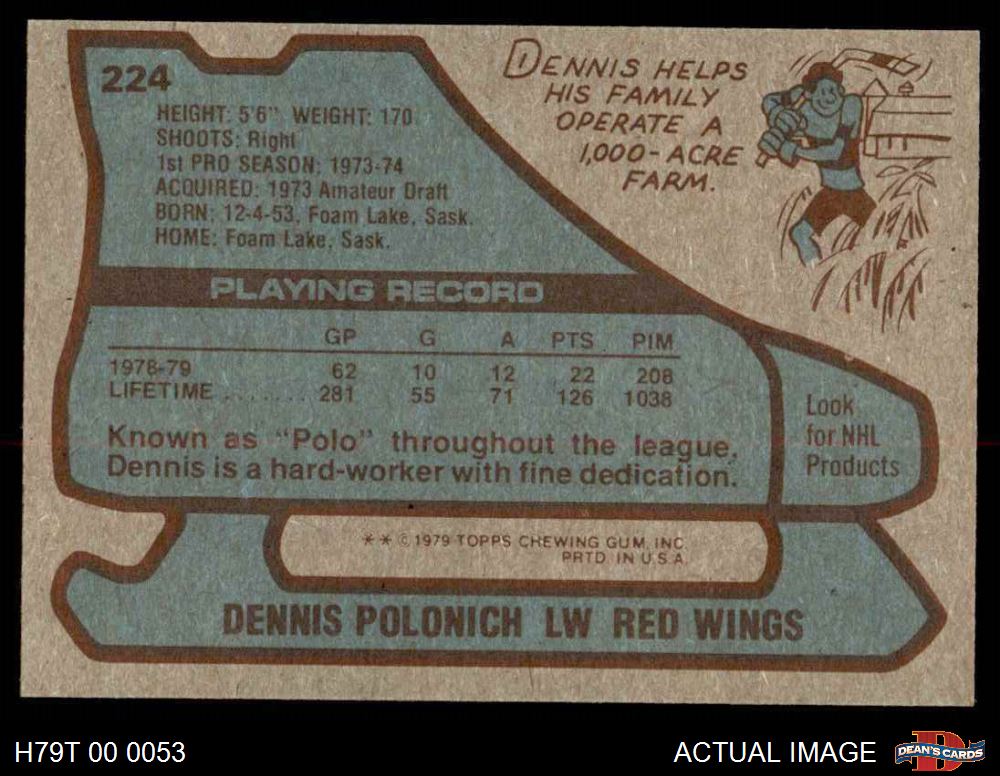 224
HEIGHT: 5'6" WEIGHT: 170
SHOOTS: Right
1st PRO SEASON: 1973-74
ACQUIRED: 1973 Amateur Draft
BORN: 12-4-53, Foam Lake, Sask.
HOME: Foam Lake, Sask.
DENNIS HELPS
HIS FAMILY
OPERATE A
1,000-ACRE
FARM.
PLAYING RECORD
GP G A PTS PIM
1978-79 62 10 12 22 208
LIFETIME ....... 281 55 71 126 1038
Known as "Polo" throughout the league,
Dennis is a hard-worker with fine dedication.
Look
for NHL
Products
** © 1979 TOPPS CHEWING GUM, INC.
PRTD. IN U.S.A.
DENNIS POLONICH LW RED WINGS
H79T 00 0053
ACTUAL IMAGE
DEAN'S CARDS